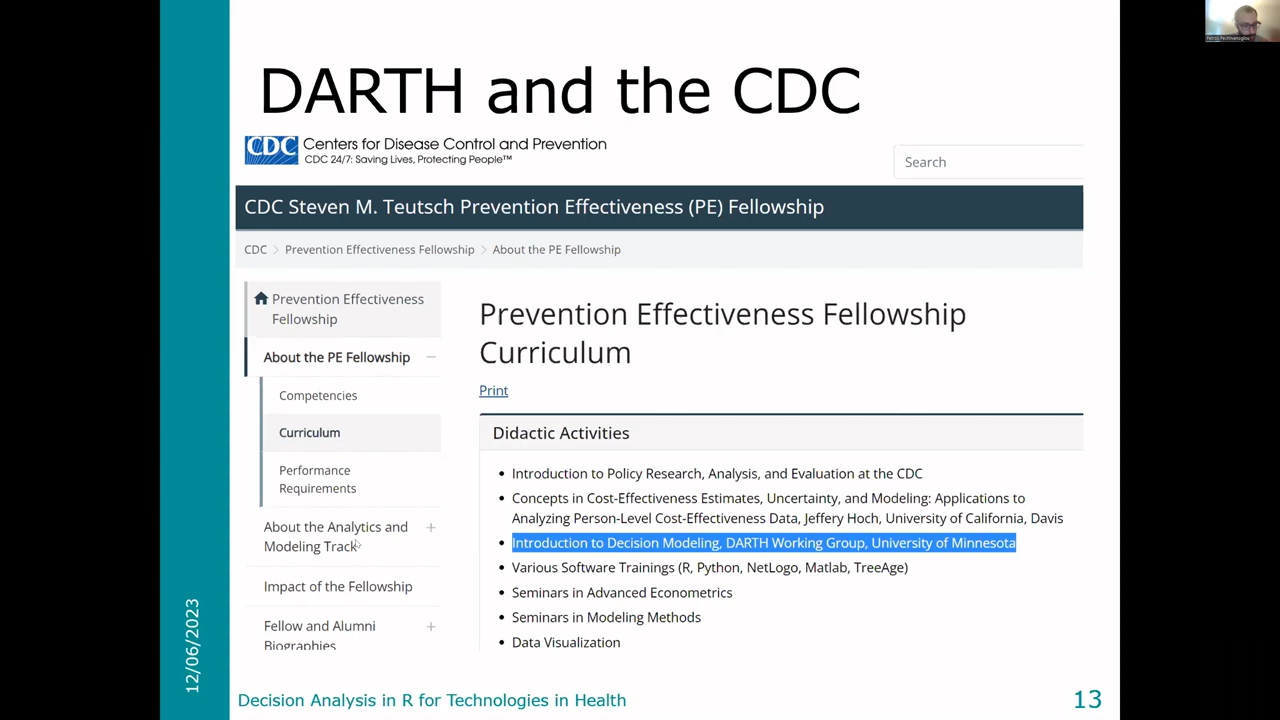 DARTH and the CDC
CDC
Centers for Disease Control and Prevention
CDC 24/7: Saving Lives, Protecting People™
Search
CDC Steven M. Teutsch Prevention Effectiveness (PE) Fellowship
CDC > Prevention Effectiveness Fellowship > About the PE Fellowship
Prevention Effectiveness
Fellowship
About the PE Fellowship −
Competencies
Curriculum
Performance
Requirements
About the Analytics and
Modeling Track +
Impact of the Fellowship
Fellow and Alumni
Biographies +
Prevention Effectiveness Fellowship
Curriculum
Print
Didactic Activities
• Introduction to Policy Research, Analysis, and Evaluation at the CDC
• Concepts in Cost-Effectiveness Estimates, Uncertainty, and Modeling: Applications to
Analyzing Person-Level Cost-Effectiveness Data, Jeffery Hoch, University of California, Davis
• Introduction to Decision Modeling, DARTH Working Group, University of Minnesota
• Various Software Trainings (R, Python, NetLogo, Matlab, TreeAge)
• Seminars in Advanced Econometrics
• Seminars in Modeling Methods
• Data Visualization
12/06/2023
Decision Analysis in R for Technologies in Health
13
Petros Pechlivanoglou